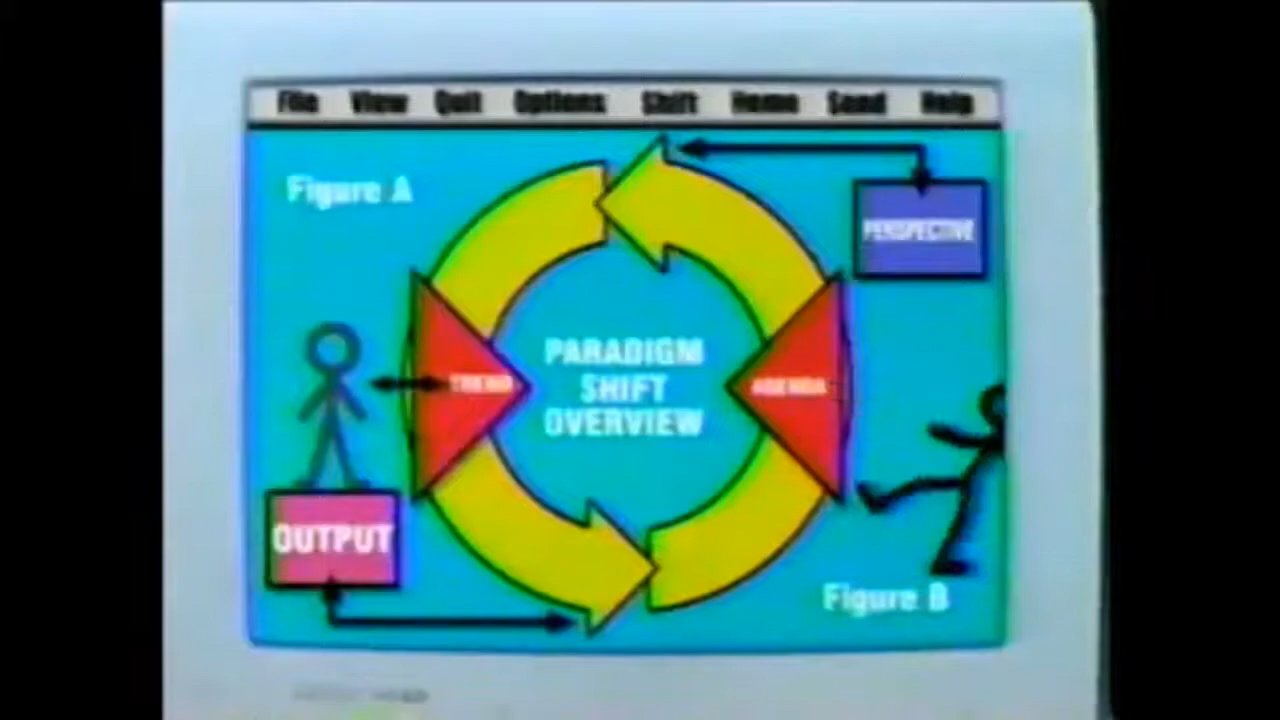 File View Quit Options Shift Home Send Help
Figure A
PERSPECTIVE
PARADIGM
SHIFT
OVERVIEW
TREND
AGENDA
OUTPUT
Figure B